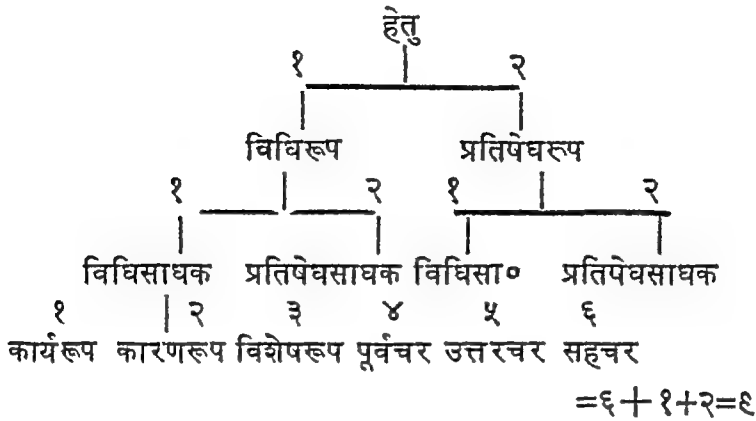 हेतु
१ २
विधिरूप प्रतिषेधरूप
१ २ १ २
विधिसाधक प्रतिषेधसाधक विधिसा० प्रतिषेधसाधक
१ २ ३ ४ ५ ६
कार्यरूप कारणरूप विशेषरूप पूर्वचर उत्तरचर सहचर
=६+१+२=९